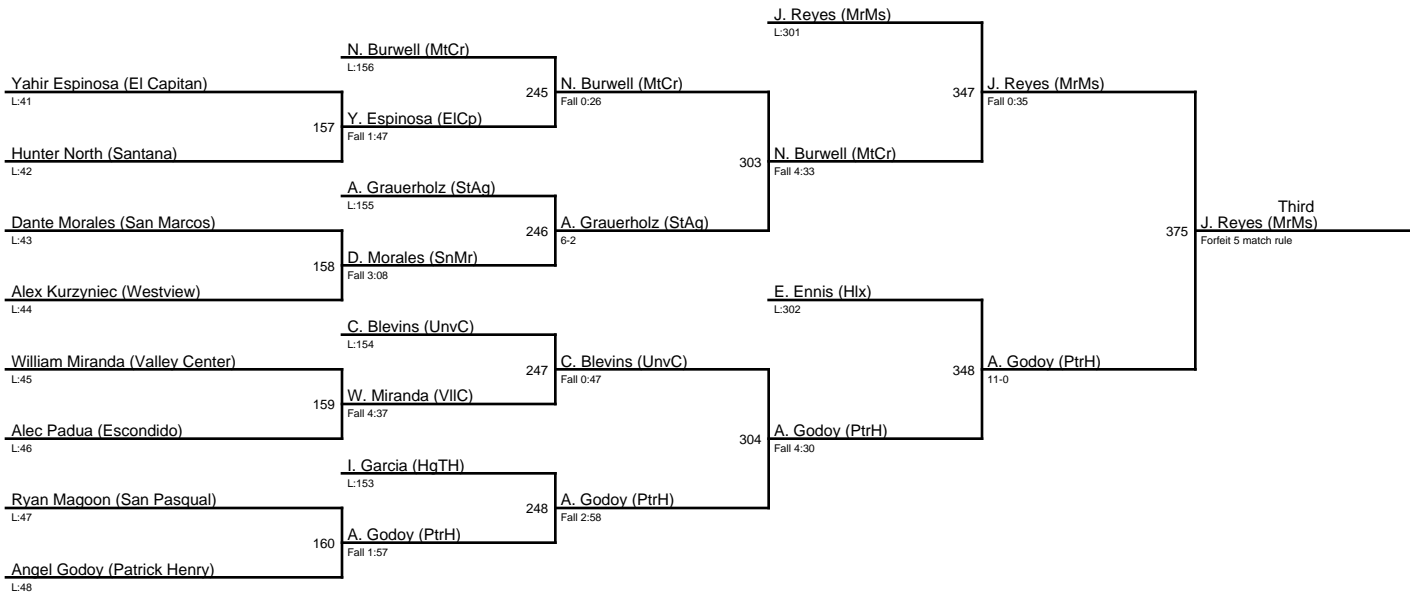 J. Reyes (MrMs)
L:301
N. Burwell (MtCr)
L:156
Yahir Espinosa (El Capitan)
L:41
245
N. Burwell (MtCr)
Fall 0:26
347
J. Reyes (MrMs)
Fall 0:35
157
Y. Espinosa (ElCp)
Fall 1:47
Hunter North (Santana)
L:42
303
N. Burwell (MtCr)
Fall 4:33
A. Grauerholz (StAg)
L:155
Dante Morales (San Marcos)
L:43
246
A. Grauerholz (StAg)
6-2
375
Third
J. Reyes (MrMs)
Forfeit 5 match rule
158
D. Morales (SnMr)
Fall 3:08
Alex Kurzyniec (Westview)
L:44
E. Ennis (Hlx)
L:302
C. Blevins (UnvC)
L:154
William Miranda (Valley Center)
L:45
247
C. Blevins (UnvC)
Fall 0:47
348
A. Godoy (PtrH)
11-0
159
W. Miranda (VllC)
Fall 4:37
Alec Padua (Escondido)
L:46
304
A. Godoy (PtrH)
Fall 4:30
I. Garcia (HgTH)
L:153
Ryan Magoon (San Pasqual)
L:47
248
A. Godoy (PtrH)
Fall 2:58
160
A. Godoy (PtrH)
Fall 1:57
Angel Godoy (Patrick Henry)
L:48